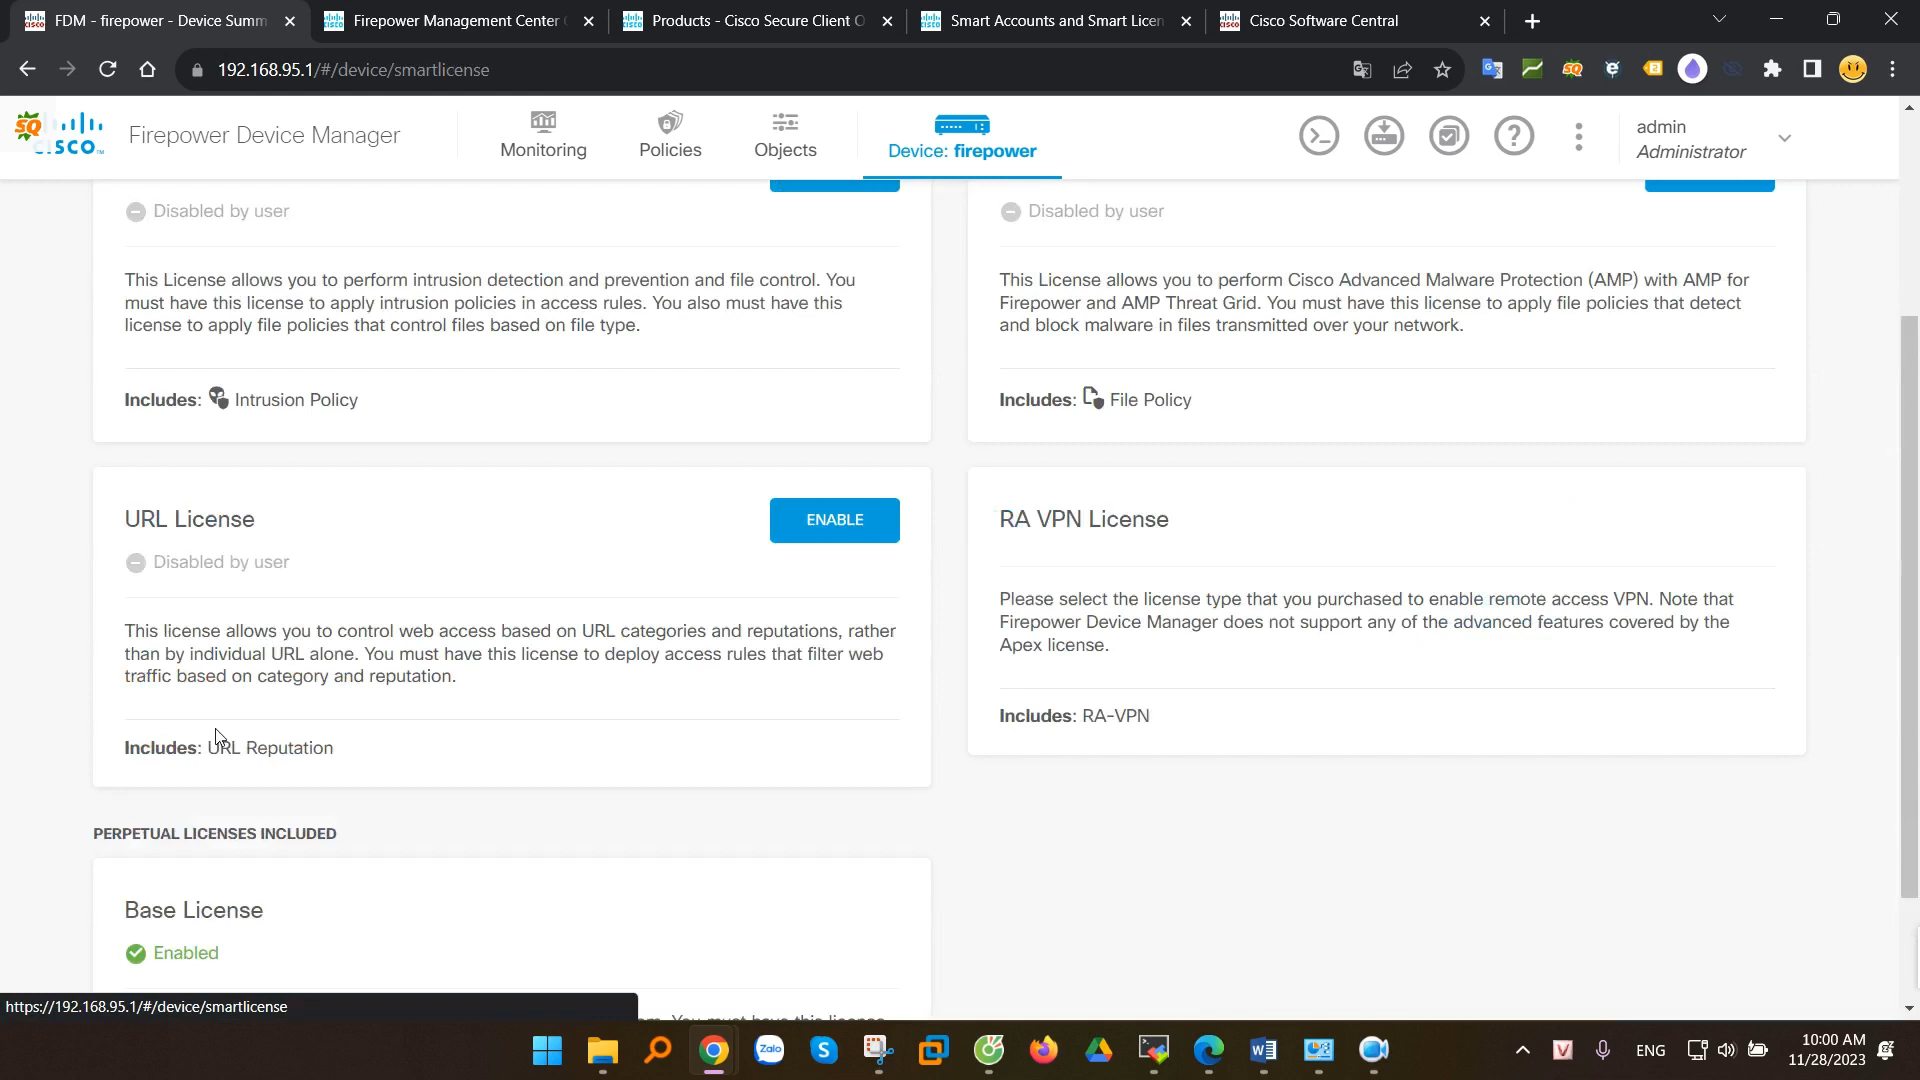 FDM - firepower - Device Summ
Firepower Management Center
Products - Cisco Secure Client O
Smart Accounts and Smart Licen
Cisco Software Central
192.168.95.1/#/device/smartlicense
SQ
CISCO
Firepower Device Manager
Monitoring
Policies
Objects
Device: firepower
admin
Administrator
Disabled by user
Disabled by user
This License allows you to perform intrusion detection and prevention and file control. You
must have this license to apply intrusion policies in access rules. You also must have this
license to apply file policies that control files based on file type.
This License allows you to perform Cisco Advanced Malware Protection (AMP) with AMP for
Firepower and AMP Threat Grid. You must have this license to apply file policies that detect
and block malware in files transmitted over your network.
Includes: Intrusion Policy
Includes: File Policy
URL License
ENABLE
Disabled by user
This license allows you to control web access based on URL categories and reputations, rather
than by individual URL alone. You must have this license to deploy access rules that filter web
traffic based on category and reputation.
Includes: URL Reputation
RA VPN License
Please select the license type that you purchased to enable remote access VPN. Note that
Firepower Device Manager does not support any of the advanced features covered by the
Apex license.
Includes: RA-VPN
PERPETUAL LICENSES INCLUDED
Base License
Enabled
https://192.168.95.1/#/device/smartlicense
Zalo
ENG
10:00 AM
11/28/2023